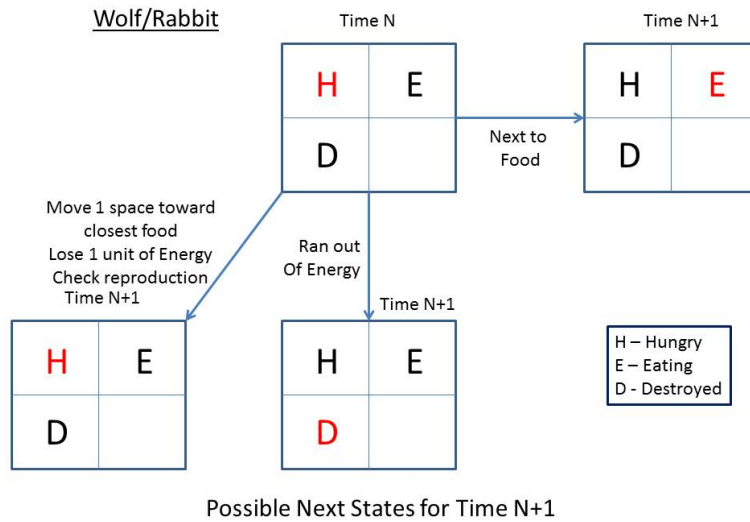 Wolf/Rabbit
Time N
Time N+1
H E
D
Next to
Food
H E
D
Move 1 space toward
closest food
Lose 1 unit of Energy
Check reproduction
Time N+1
Ran out
Of Energy
Time N+1
H E
D
H E
D
H – Hungry
E – Eating
D - Destroyed
Possible Next States for Time N+1